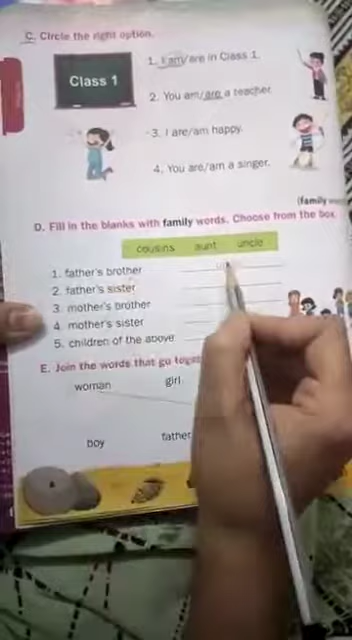 C. Circle the right option.
1. I am/are in Class 1.
Class 1
2. You am/are a teacher.
3. I are/am happy.
4. You are/am a singer.
(family
D. Fill in the blanks with family words. Choose from the box.
cousins aunt uncle
1. father's brother
2. father's sister
3. mother's brother
4. mother's sister
5. children of the above
E. Join the words that go
woman girl
boy father